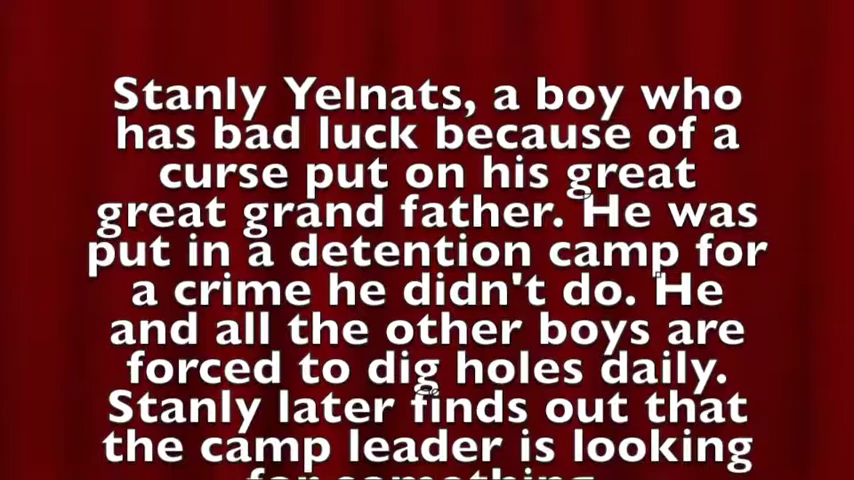 Stanly Yelnats, a boy who
has bad luck because of a
curse put on his great
great grand father. He was
put in a detention camp for
a crime he didn't do. He
and all the other boys are
forced to dig holes daily.
Stanly later finds out that
the camp leader is looking
for something